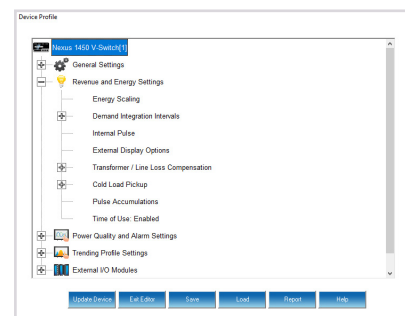 Device Profile
Nexus 1450 V-Switch[1]
General Settings
Revenue and Energy Settings
Energy Scaling
Demand Integration Intervals
Internal Pulse
External Display Options
Transformer / Line Loss Compensation
Cold Load Pickup
Pulse Accumulations
Time of Use: Enabled
Power Quality and Alarm Settings
Trending Profile Settings
External I/O Modules
Update Device Exit Editor Save Load Report Help